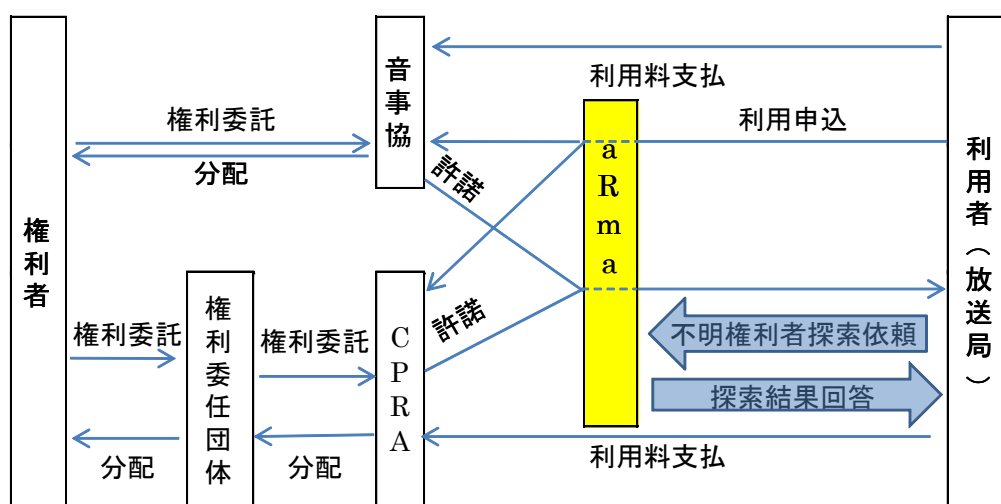 権利者
音事協
利用料支払
権利委託
分配
利用申込
aRma
許諾
利用者（放送局）
権利委任団体
CPRA
許諾
権利委託
権利委託
不明権利者探索依頼
探索結果回答
分配
分配
利用料支払